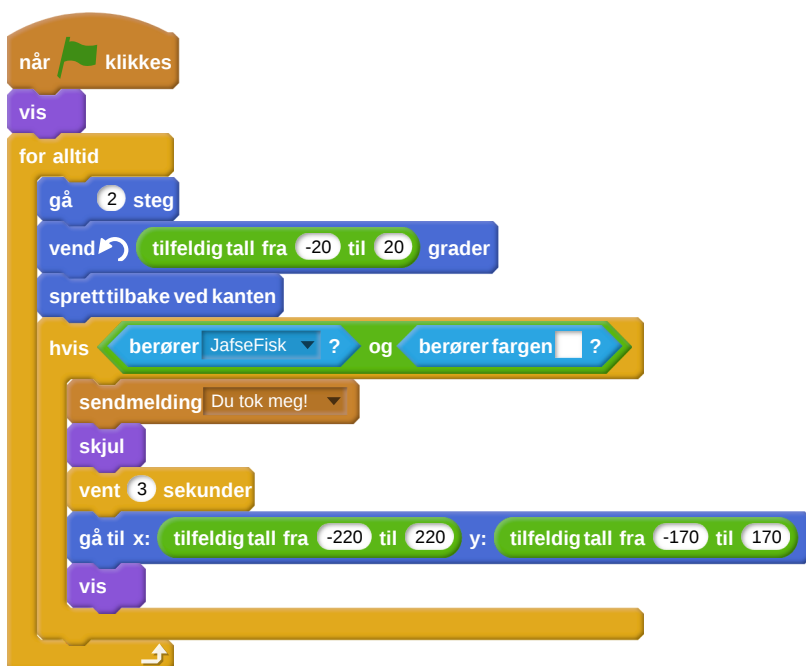 når klikkes
vis
for alltid
gå 2 steg
vend tilfeldig tall fra -20 til 20 grader
sprett tilbake ved kanten
hvis berører JafseFisk ? og berører fargen ?
send melding Du tok meg!
skjul
vent 3 sekunder
gå til x: tilfeldig tall fra -220 til 220 y: tilfeldig tall fra -170 til 170
vis